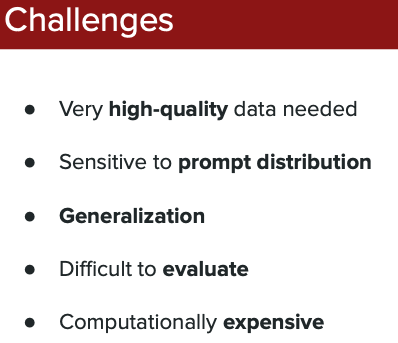 Challenges
● Very high-quality data needed
● Sensitive to prompt distribution
● Generalization
● Difficult to evaluate
● Computationally expensive